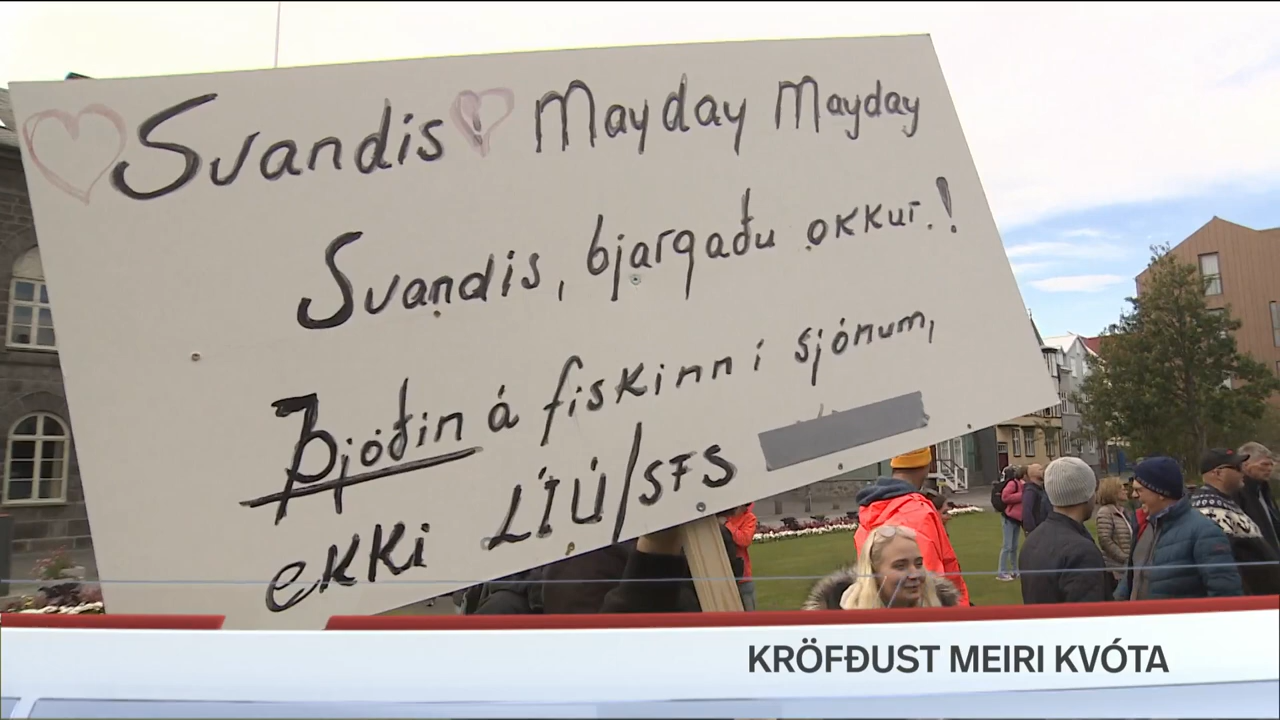 Svandis! Mayday Mayday
Svandis, bjargaðu okkur.!
Þjóðin á fiskinn í sjónum,
ekki LÍÚ/SFS
KRÖFÐUST MEIRI KVÓTA